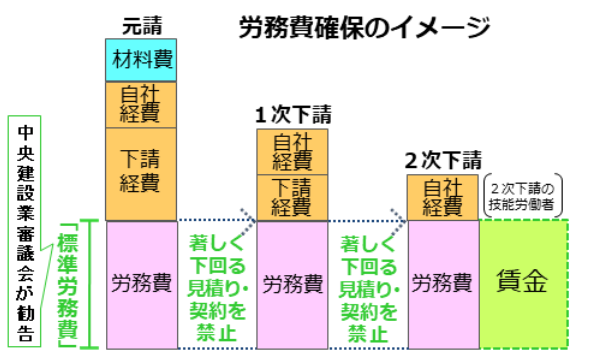 労務費確保のイメージ
元請
材料費
自社
経費
下請
経費
労務費
1次下請
自社
経費
下請
経費
労務費
2次下請
自社
経費
労務費
(2次下請の
技能労働者)
賃金
著しく
下回る
見積り・
契約を
禁止
著しく
下回る
見積り・
契約を
禁止
中央建設業審議会が勧告
「標準労務費」